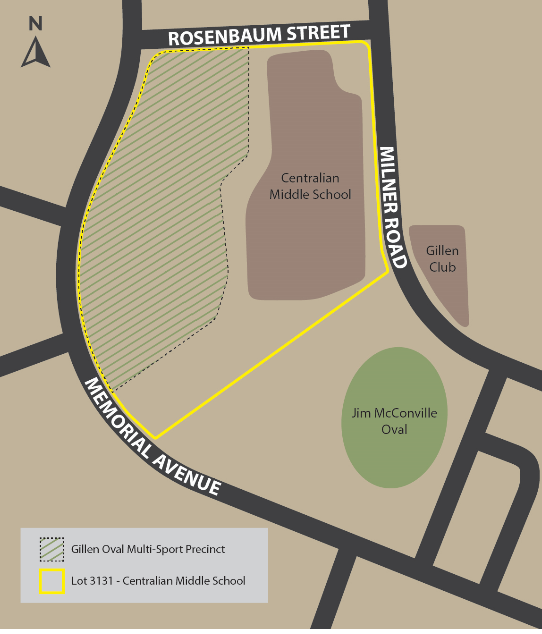 N
ROSENBAUM STREET
Centralian
Middle School
MILNER ROAD
Gillen
Club
Jim McConville
Oval
MEMORIAL AVENUE
Gillen Oval Multi-Sport Precinct
Lot 3131 - Centralian Middle School